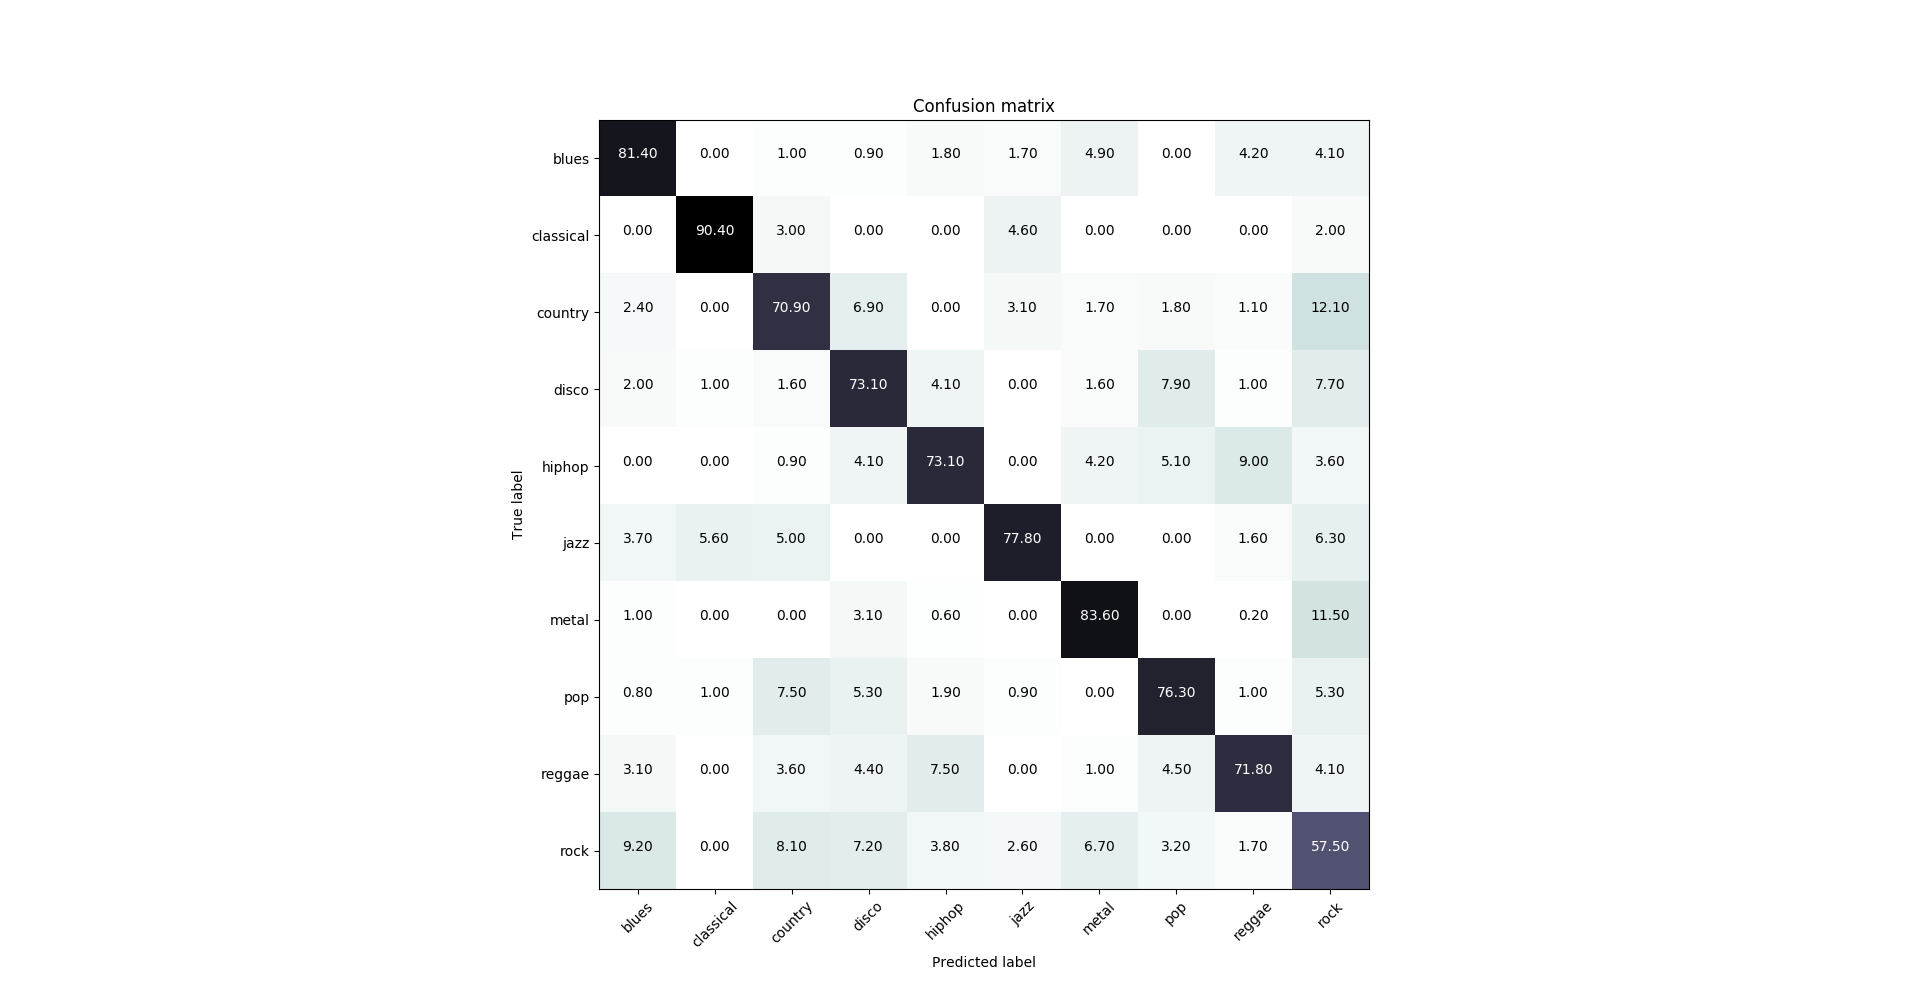 Confusion matrix
blues 81.40 0.00 1.00 0.90 1.80 1.70 4.90 0.00 4.20 4.10
classical 0.00 90.40 3.00 0.00 0.00 4.60 0.00 0.00 0.00 2.00
country 2.40 0.00 70.90 6.90 0.00 3.10 1.70 1.80 1.10 12.10
disco 2.00 1.00 1.60 73.10 4.10 0.00 1.60 7.90 1.00 7.70
hiphop 0.00 0.00 0.90 4.10 73.10 0.00 4.20 5.10 9.00 3.60
True label
jazz 3.70 5.60 5.00 0.00 0.00 77.80 0.00 0.00 1.60 6.30
metal 1.00 0.00 0.00 3.10 0.60 0.00 83.60 0.00 0.20 11.50
pop 0.80 1.00 7.50 5.30 1.90 0.90 0.00 76.30 1.00 5.30
reggae 3.10 0.00 3.60 4.40 7.50 0.00 1.00 4.50 71.80 4.10
rock 9.20 0.00 8.10 7.20 3.80 2.60 6.70 3.20 1.70 57.50
blues classical country disco hiphop jazz metal pop reggae rock
Predicted label